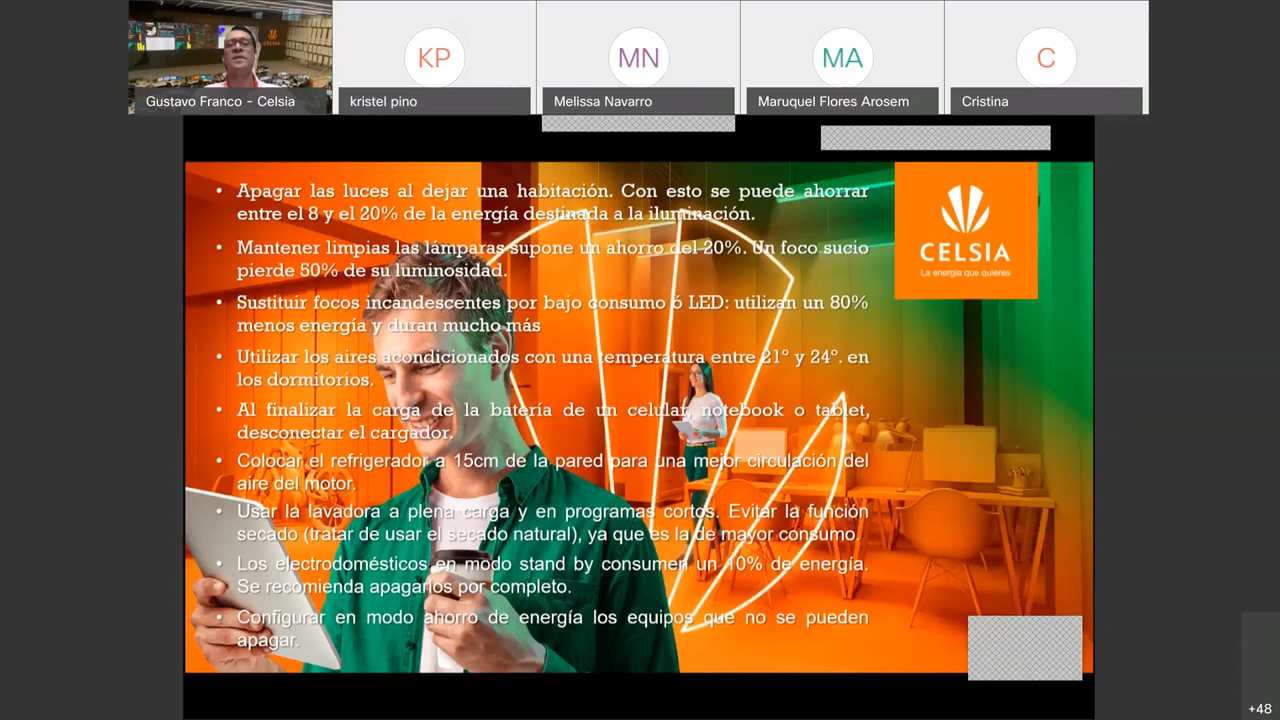 CELSIA
KP
MN
MA
C
Gustavo Franco - Celsia
kristel pino
Melissa Navarro
Maruquel Flores Arosem
Cristina
• Apagar las luces al dejar una habitación. Con esto se puede ahorrar
entre el 8 y el 20% de la energía destinada a la iluminación.
• Mantener limpias las lámparas supone un ahorro del 20%. Un foco sucio
pierde 50% de su luminosidad.
• Sustituir focos incandescentes por bajo consumo ó LED: utilizan un 80%
menos energía y duran mucho más
• Utilizar los aires acondicionados con una temperatura entre 21° y 24°. en
los dormitorios.
• Al finalizar la carga de la batería de un celular, notebook o tablet,
desconectar el cargador.
• Colocar el refrigerador a 15cm de la pared para una mejor circulación del
aire del motor.
• Usar la lavadora a plena carga y en programas cortos. Evitar la función
secado (tratar de usar el secado natural), ya que es la de mayor consumo.
• Los electrodomésticos en modo stand by consumen un 10% de energía.
Se recomienda apagarlos por completo.
• Configurar en modo ahorro de energía los equipos que no se pueden
apagar.
CELSIA
La energía que quieres
+48